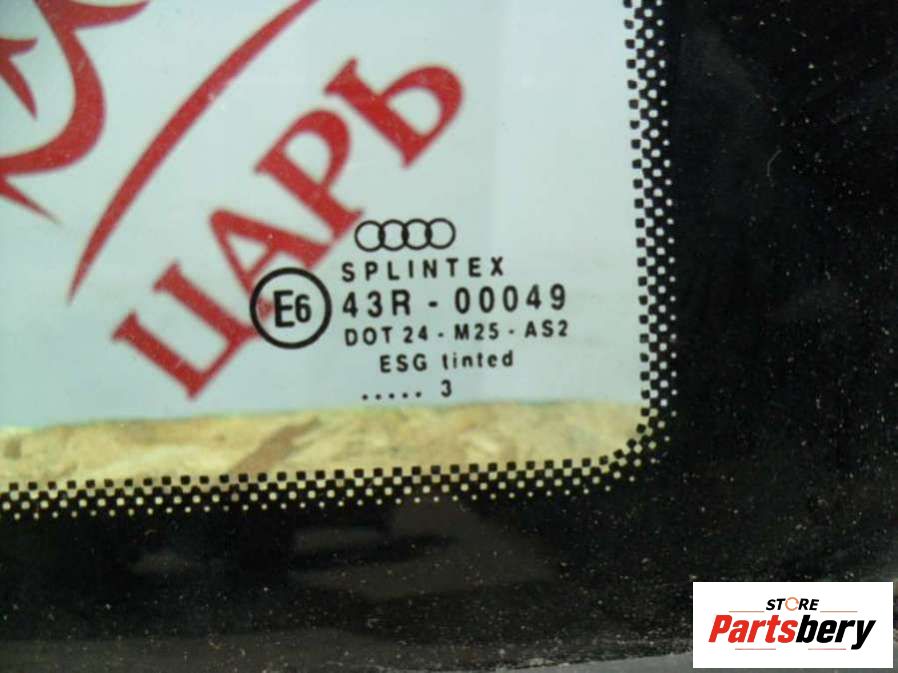 ЦАРЬ
SPLINTEX
E6
43R - 00049
DOT 24 - M25 - AS2
ESG tinted
..... 3
STORE
Partsbery